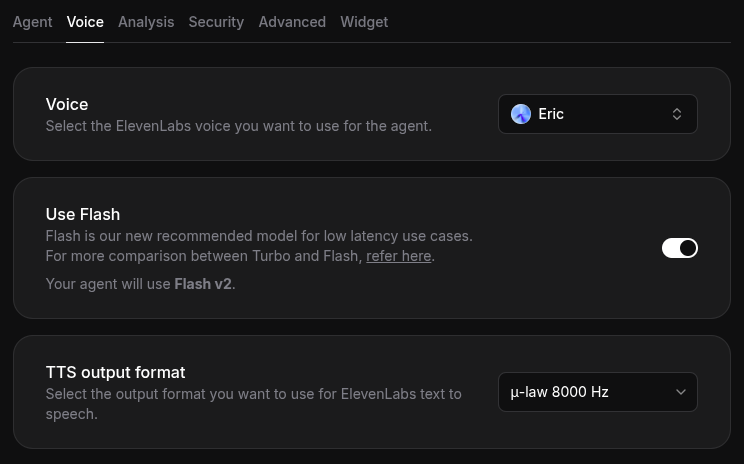 Agent Voice Analysis Security Advanced Widget
Voice
Select the ElevenLabs voice you want to use for the agent.
Eric
Use Flash
Flash is our new recommended model for low latency use cases.
For more comparison between Turbo and Flash, refer here.
Your agent will use Flash v2.
TTS output format
Select the output format you want to use for ElevenLabs text to
speech.
μ-law 8000 Hz